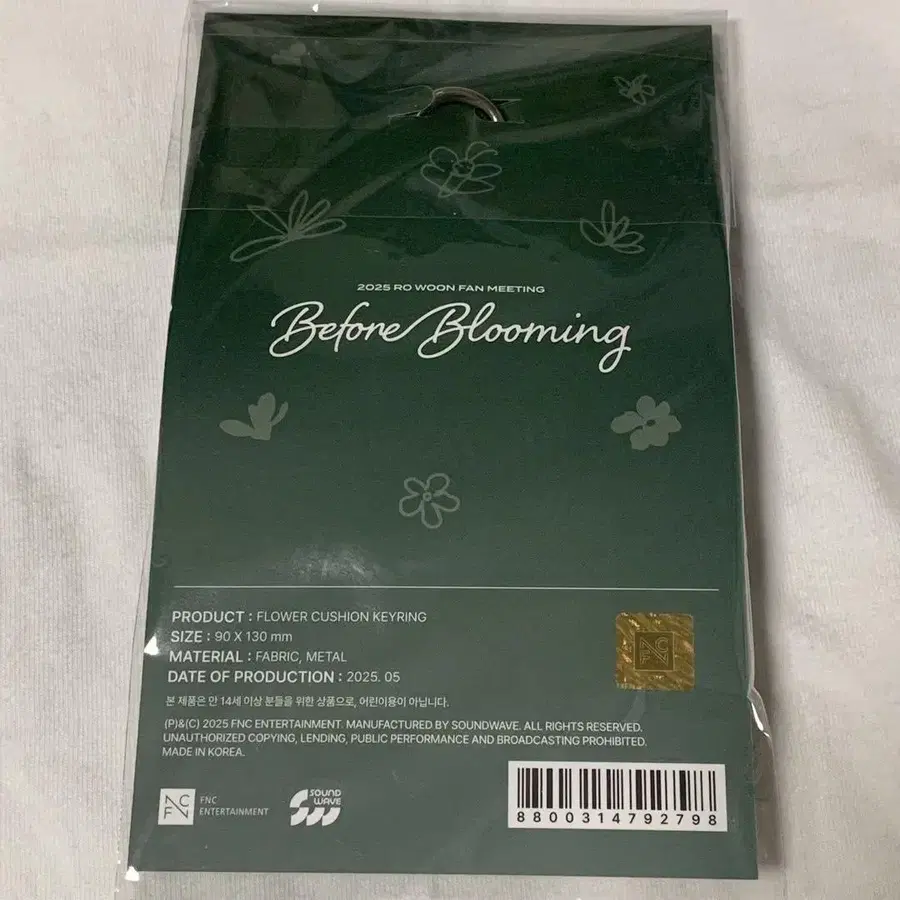 2025 RO WOON FAN MEETING
Before Blooming
PRODUCT : FLOWER CUSHION KEYRING
SIZE : 90 X 130 mm
MATERIAL : FABRIC, METAL
DATE OF PRODUCTION : 2025. 05
본 제품은 만 14세 이상 분들을 위한 상품으로, 어린이용이 아닙니다.
(P)&(C) 2025 FNC ENTERTAINMENT. MANUFACTURED BY SOUNDWAVE. ALL RIGHTS RESERVED.
UNAUTHORIZED COPYING, LENDING, PUBLIC PERFORMANCE AND BROADCASTING PROHIBITED.
MADE IN KOREA.
FNC
FNC
ENTERTAINMENT
SOUND
WAVE
8800314792798